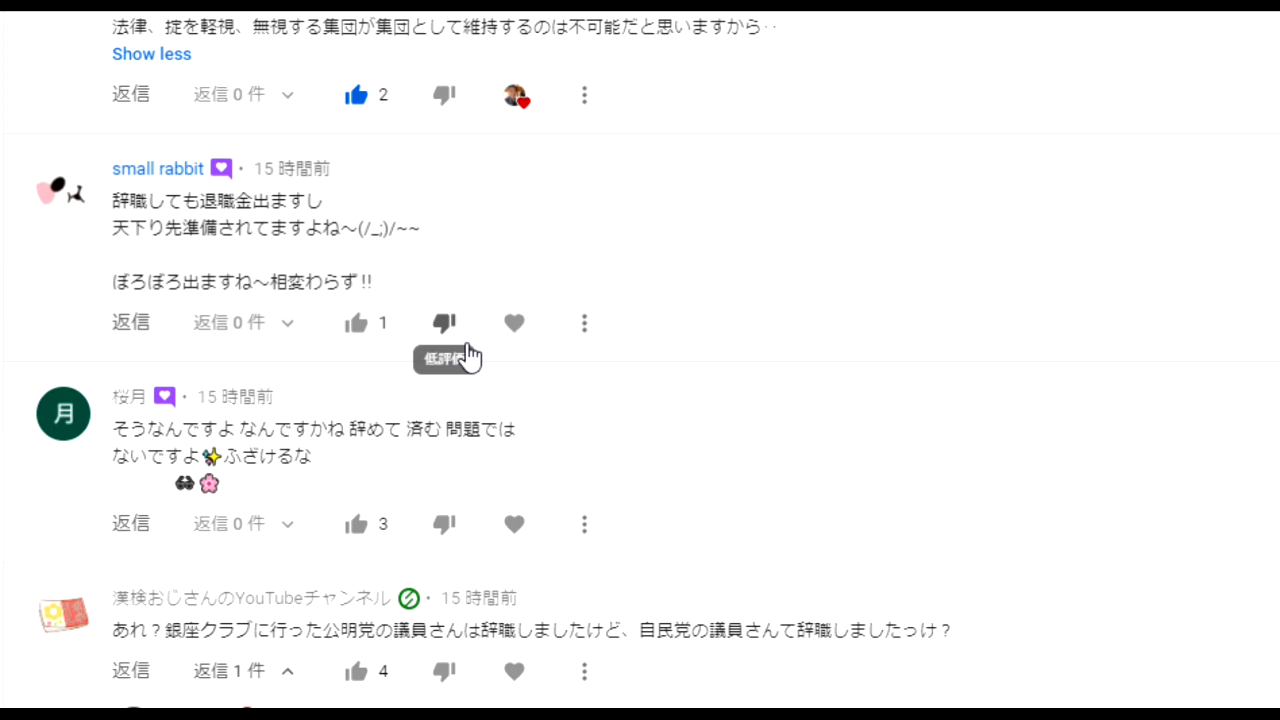 法律、掟を軽視、無視する集団が集団として維持するのは不可能だと思いますから‥
Show less
返信 返信 0 件 2
small rabbit ・ 15 時間前
辞職しても退職金出ますし
天下り先準備されてますよね〜(/_;)/~~
ぼろぼろ出ますね〜相変わらず!!
返信 返信 0 件 1
低評価
月
桜月 ・ 15 時間前
そうなんですよ なんですかね 辞めて 済む 問題では
ないですよ✨ふざけるな
🕶🌸
返信 返信 0 件 3
漢検おじさんのYouTubeチャンネル ・ 15 時間前
あれ？銀座クラブに行った公明党の議員さんは辞職しましたけど、自民党の議員さんて辞職しましたっけ？
返信 返信 1 件 4